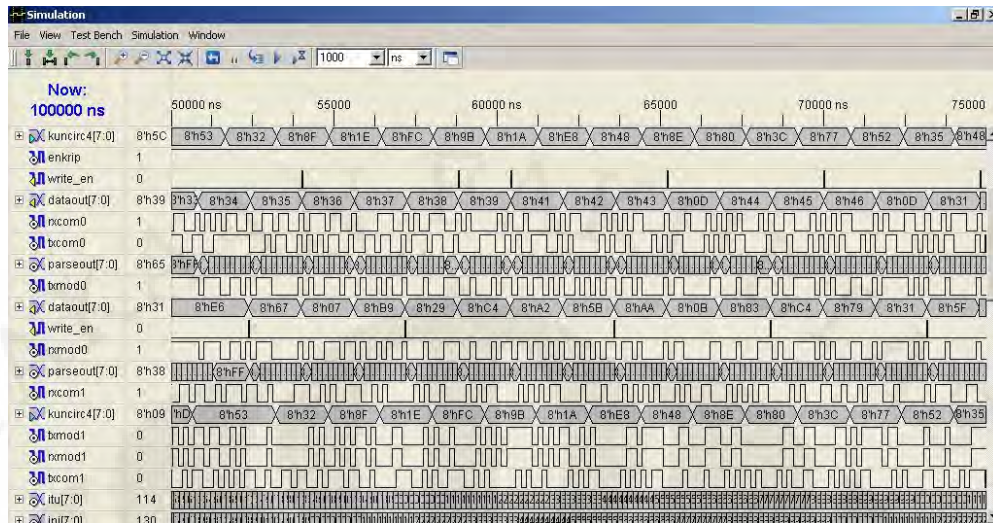 Simulation
File View Test Bench Simulation Window
1000 ns
Now:
100000 ns
50000 ns 55000 60000 ns 65000 70000 ns 75000
kuncirc4[7:0] 8'h5C 8'h53 8'h32 8'h8F 8'h1E 8'hFC 8'h9B 8'h1A 8'hE8 8'h48 8'h8E 8'h80 8'h3C 8'h77 8'h52 8'h35 8'h48
enkrip 1
write_en 0
dataout[7:0] 8'h39 8'h33 8'h34 8'h35 8'h36 8'h37 8'h38 8'h39 8'h41 8'h42 8'h43 8'h0D 8'h44 8'h45 8'h46 8'h0D 8'h31
rxcom0 1
txcom0 0
parseout[7:0] 8'h65 8'hFF
txmod0 1
dataout[7:0] 8'h31 8'hE6 8'h67 8'h07 8'hB9 8'h29 8'hC4 8'hA2 8'h5B 8'hAA 8'h0B 8'h83 8'hC4 8'h79 8'h31 8'h5F
write_en 0
rxmod0 1
parseout[7:0] 8'h38 8'hFF
rxcom1 1
kuncirc4[7:0] 8'h09 'hD 8'h53 8'h32 8'h8F 8'h1E 8'hFC 8'h9B 8'h1A 8'hE8 8'h48 8'h8E 8'h80 8'h3C 8'h77 8'h52 8'h35
txmod1 0
rxmod1 0
txcom1 0
itu[7:0] 114
ini[7:0] 130